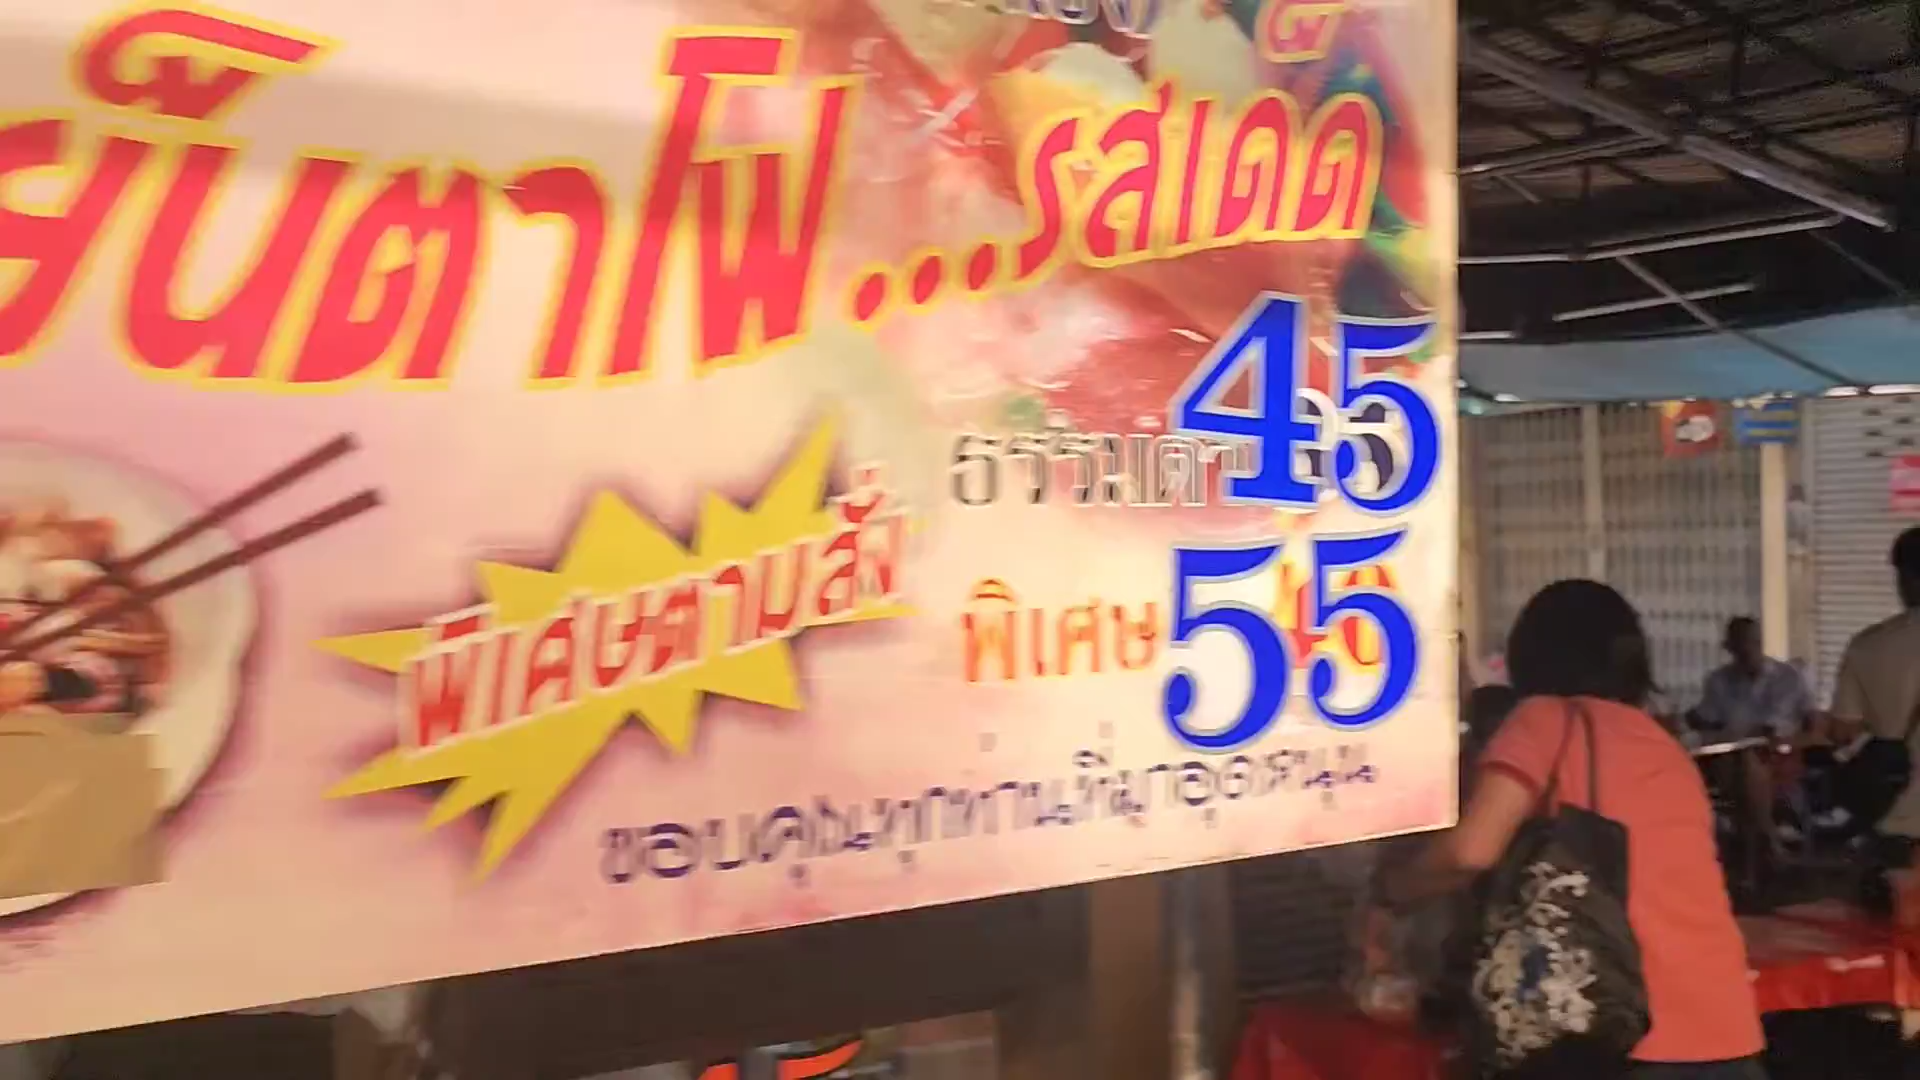 เย็นตาโฟ...รสเด็ด
ธรรมดา 45
พิเศษตามสั่ง
พิเศษ 55
ขอบคุณทุกท่านที่มาอุดหนุน